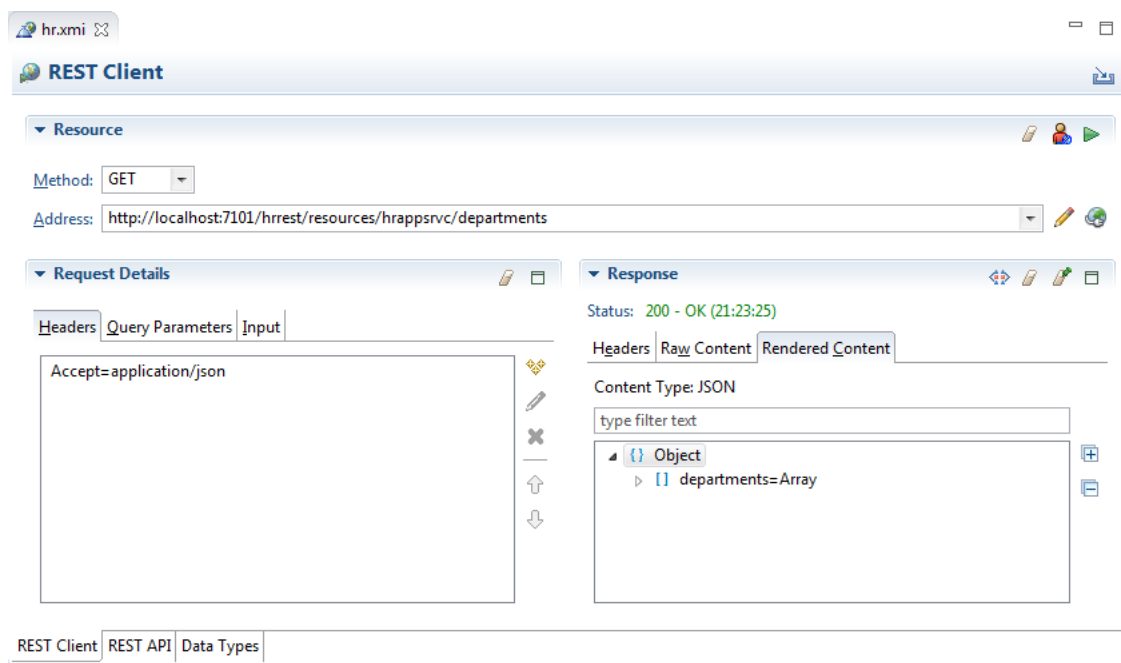 hr.xmi
REST Client
Resource
Method: GET
Address: http://localhost:7101/hrrest/resources/hrappsrvc/departments
Request Details
Headers Query Parameters Input
Accept=application/json
Response
Status: 200 - OK (21:23:25)
Headers Raw Content Rendered Content
Content Type: JSON
type filter text
{} Object
[] departments=Array
REST Client REST API Data Types